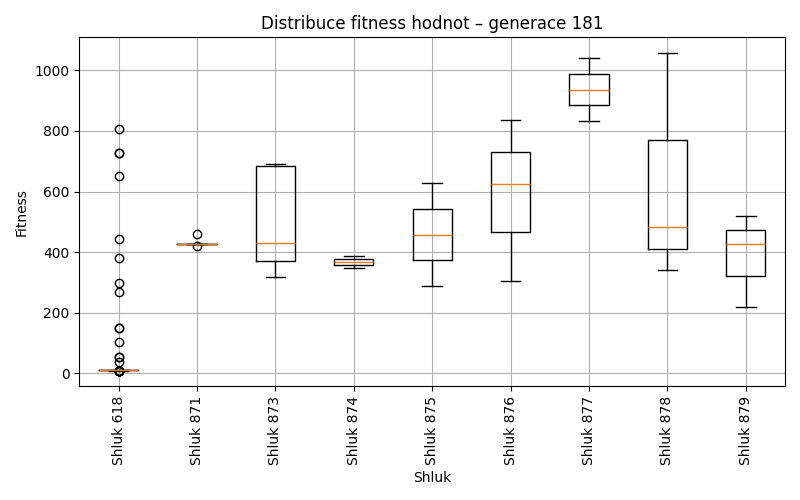 Distribuce fitness hodnot – generace 181
Fitness
1000
800
600
400
200
0
Shluk 618
Shluk 871
Shluk 873
Shluk 874
Shluk 875
Shluk 876
Shluk 877
Shluk 878
Shluk 879
Shluk